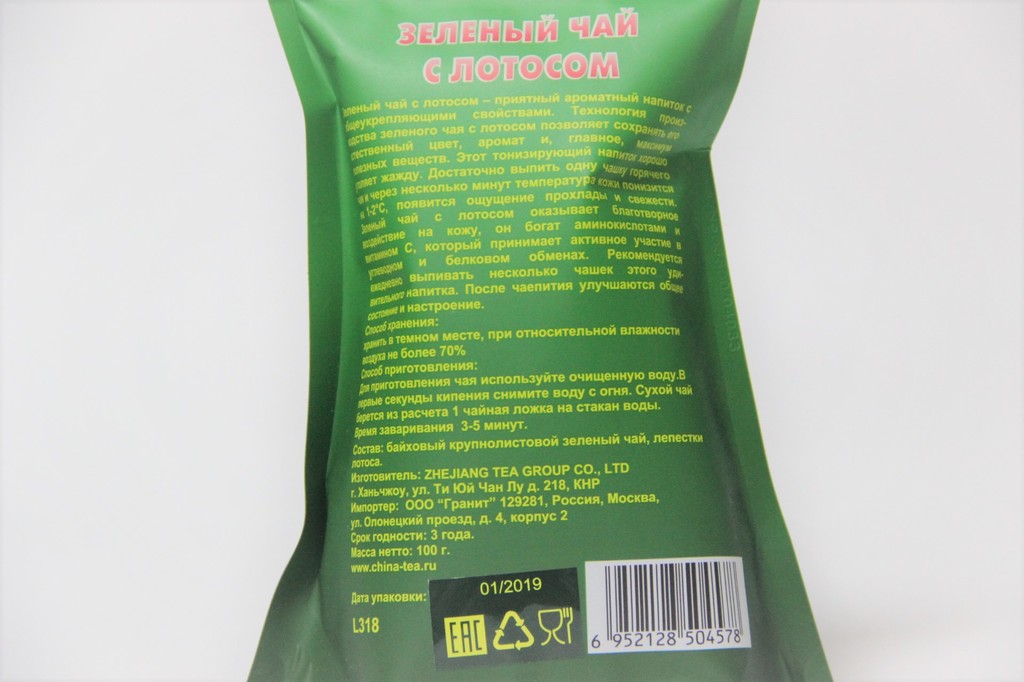 ЗЕЛЕНЫЙ ЧАЙ
С ЛОТОСОМ
еленый чай с лотосом – приятный ароматный напиток с
бщеукрепляющими свойствами. Технология произ-
водства зеленого чая с лотосом позволяет сохранять его
естественный цвет, аромат и, главное, максимум
полезных веществ. Этот тонизирующий напиток хорошо
утоляет жажду. Достаточно выпить одну чашку горячего
чая и через несколько минут температура кожи понизится
на 1-2°С, появится ощущение прохлады и свежести.
Зеленый чай с лотосом оказывает благотворное
воздействие на кожу, он богат аминокислотами и
витамином С, который принимает активное участие в
углеводном и белковом обменах. Рекомендуется
ежедневно выпивать несколько чашек этого уди-
вительного напитка. После чаепития улучшаются общее
состояние и настроение.
Способ хранения:
хранить в темном месте, при относительной влажности
воздуха не более 70%
Способ приготовления:
Для приготовления чая используйте очищенную воду.В
первые секунды кипения снимите воду с огня. Сухой чай
берется из расчета 1 чайная ложка на стакан воды.
Время заваривания 3-5 минут.
Состав: байховый крупнолистовой зеленый чай, лепестки
лотоса.
Изготовитель: ZHEJIANG TEA GROUP CO., LTD
г. Ханьчжоу, ул. Ти Юй Чан Лу д. 218, КНР
Импортер: ООО "Гранит" 129281, Россия, Москва,
ул. Олонецкий проезд, д. 4, корпус 2
Срок годности: 3 года.
Масса нетто: 100 г.
www.china-tea.ru
Дата упаковки: 01/2019
L318
EAC
6 952128 504578